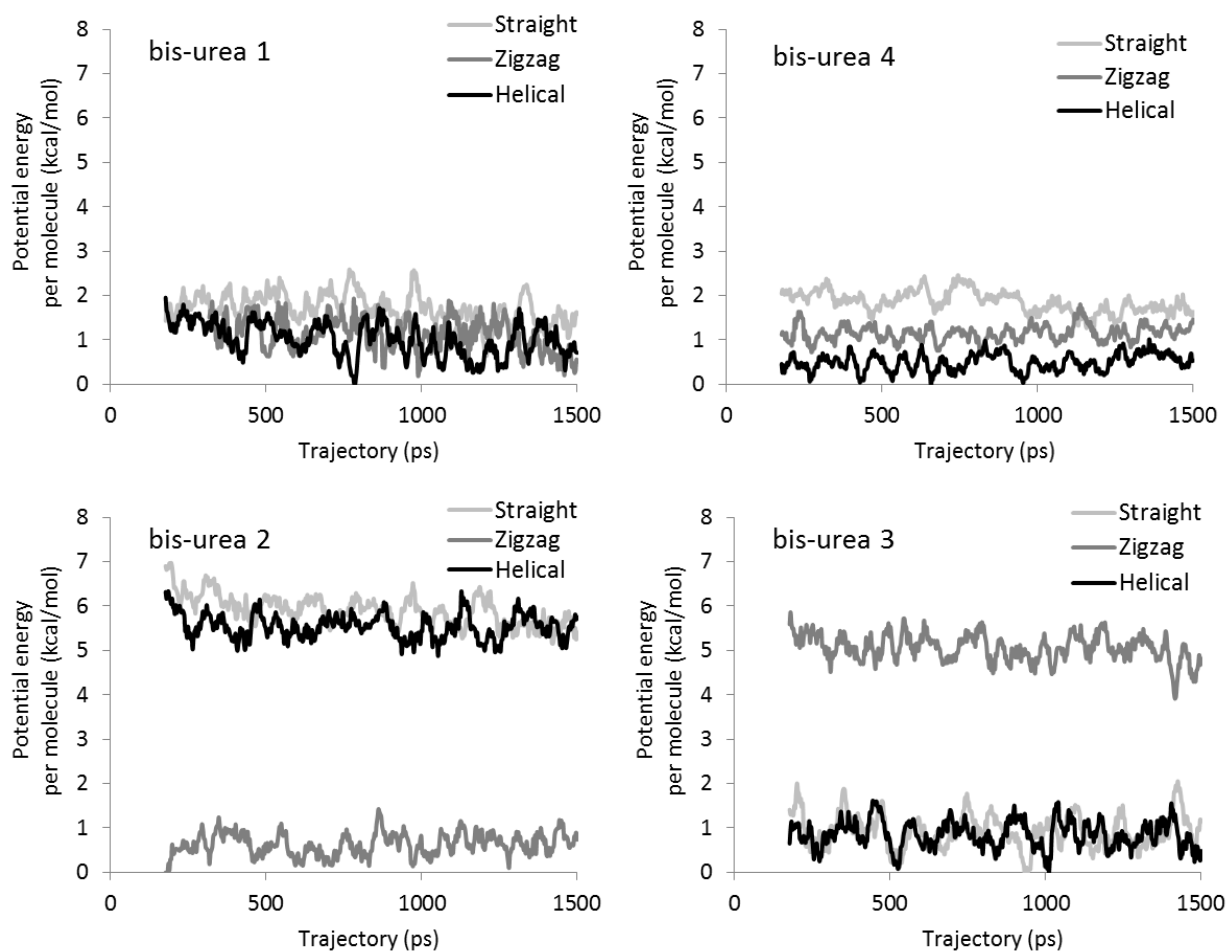 bis-urea 1
Straight
Zigzag
Helical
Potential energy
per molecule (kcal/mol)
8
7
6
5
4
3
2
1
0
0 500 1000 1500
Trajectory (ps)
bis-urea 4
Straight
Zigzag
Helical
Potential energy
per molecule (kcal/mol)
8
7
6
5
4
3
2
1
0
0 500 1000 1500
Trajectory (ps)
bis-urea 2
Straight
Zigzag
Helical
Potential energy
per molecule (kcal/mol)
8
7
6
5
4
3
2
1
0
0 500 1000 1500
Trajectory (ps)
bis-urea 3
Straight
Zigzag
Helical
Potential energy
per molecule (kcal/mol)
8
7
6
5
4
3
2
1
0
0 500 1000 1500
Trajectory (ps)